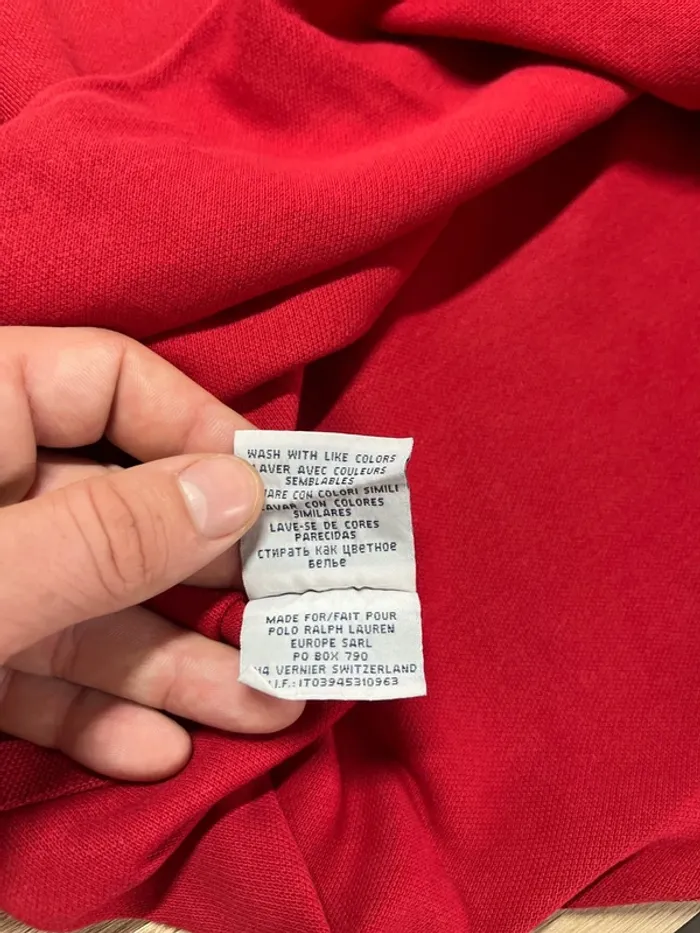 WASH WITH LIKE COLORS
LAVER AVEC COULEURS
SEMBLABLES
CON COLORI SIMILI
LAVAR CON COLORES
SIMILARES
LAVE-SE DE CORES
PARECIDAS
СТИРАТЬ КАК ЦВЕТНОЕ
БЕЛЬЕ
MADE FOR/FAIT POUR
POLO RALPH LAUREN
EUROPE SARL
PO BOX 790
VERNIER SWITZERLAND
IT03945310963